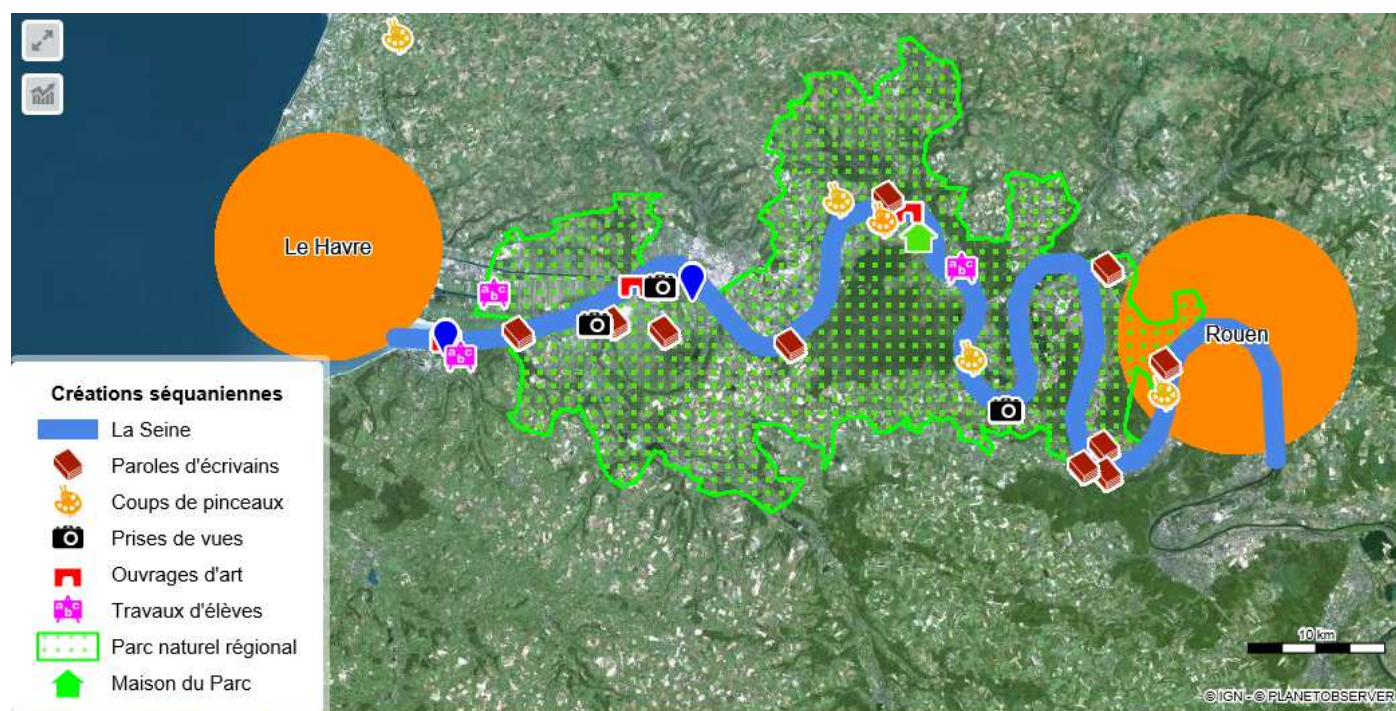 Le Havre
Rouen
Créations séquaniennes
La Seine
Paroles d'écrivains
Coups de pinceaux
Prises de vues
Ouvrages d'art
a b c Travaux d'élèves
Parc naturel régional
Maison du Parc
a b c
a b c
a b c
10 km
© IGN - © PLANETOBSERVER